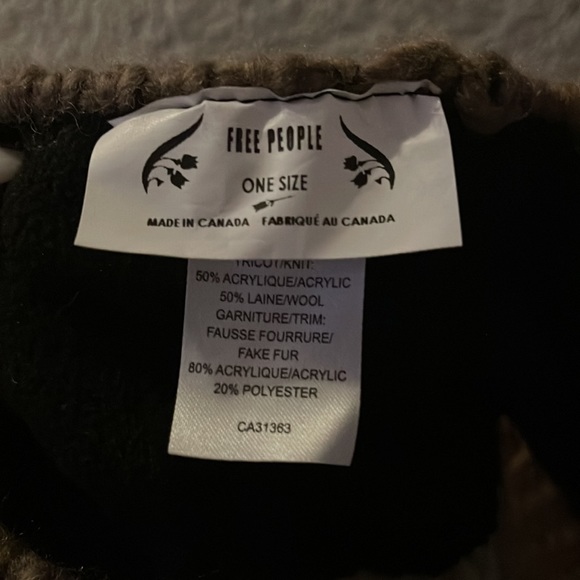 FREE PEOPLE
ONE SIZE
MADE IN CANADA FABRIQUÉ AU CANADA
TRICOT/KNIT:
50% ACRYLIQUE/ACRYLIC
50% LAINE/WOOL
GARNITURE/TRIM:
FAUSSE FOURRURE/
FAKE FUR
80% ACRYLIQUE/ACRYLIC
20% POLYESTER
CA31363